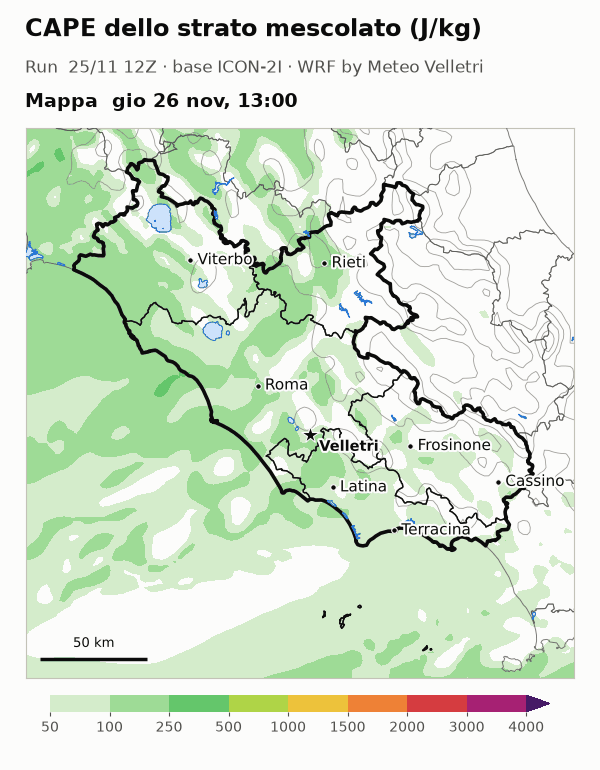 CAPE dello strato mescolato (J/kg)
Run  25/11 12Z · base ICON-2I · WRF by Meteo Velletri
Mappa  gio 26 nov, 13:00
Viterbo
Rieti
Roma
Velletri
Frosinone
Latina
Cassino
Terracina
50 km
50 100 250 500 1000 1500 2000 3000 4000